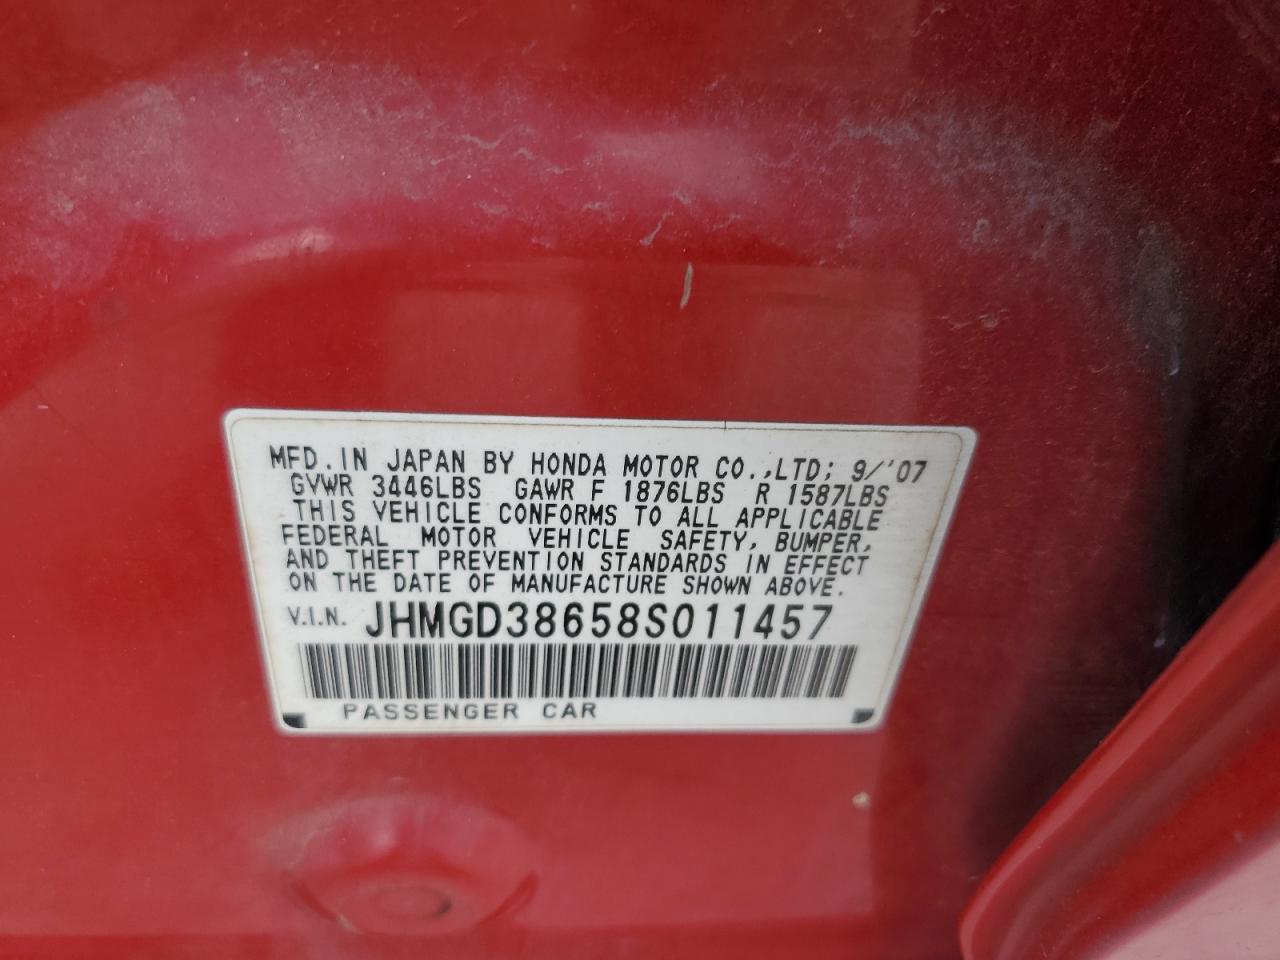 MFD. IN JAPAN BY HONDA MOTOR CO.,LTD; 9/'07
GVWR 3446LBS GAWR F 1876LBS R 1587LBS
THIS VEHICLE CONFORMS TO ALL APPLICABLE
FEDERAL MOTOR VEHICLE SAFETY, BUMPER,
AND THEFT PREVENTION STANDARDS IN EFFECT
ON THE DATE OF MANUFACTURE SHOWN ABOVE.
V.I.N. JHMGD38658S011457
PASSENGER CAR